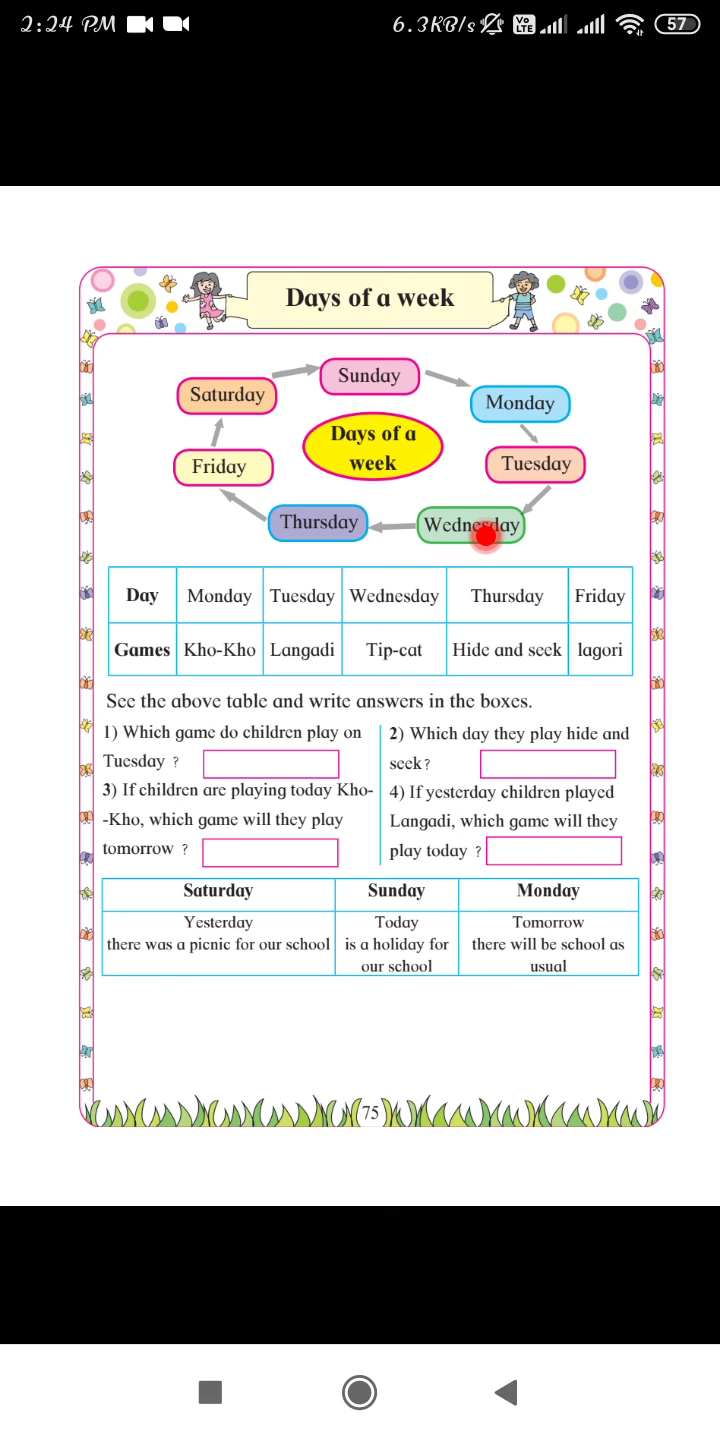 2:24 PM
6.3KB/s
Vo LTE
57
Days of a week
Sunday
Saturday
Monday
Days of a
week
Friday
Tuesday
Thursday
Wednesday
Day Monday Tuesday Wednesday Thursday Friday
Games Kho-Kho Langadi Tip-cat Hide and seek lagori
See the above table and write answers in the boxes.
1) Which game do children play on
Tuesday ?
2) Which day they play hide and
seek?
3) If children are playing today Kho-
-Kho, which game will they play
tomorrow ?
4) If yesterday children played
Langadi, which game will they
play today ?
Saturday Sunday Monday
Yesterday Today Tomorrow
there was a picnic for our school is a holiday for there will be school as
our school usual
75